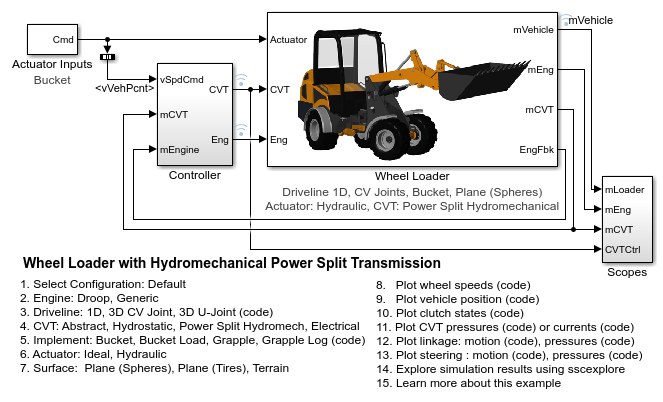 Cmd
Actuator Inputs
Bucket
<vVehPcnt>
vSpdCmd
mCVT
mEngine
CVT
Eng
Controller
Actuator
CVT
Eng
mVehicle
mEng
mCVT
EngFbk
mVehicle
Wheel Loader
Driveline 1D, CV Joints, Bucket, Plane (Spheres)
Actuator: Hydraulic, CVT: Power Split Hydromechanical
mLoader
mEng
mCVT
CVTCtrl
Scopes
Wheel Loader with Hydromechanical Power Split Transmission
1. Select Configuration: Default
2. Engine: Droop, Generic
3. Driveline: 1D, 3D CV Joint, 3D U-Joint (code)
4. CVT: Abstract, Hydrostatic, Power Split Hydromech, Electrical
5. Implement: Bucket, Bucket Load, Grapple, Grapple Log (code)
6. Actuator: Ideal, Hydraulic
7. Surface: Plane (Spheres), Plane (Tires), Terrain
8. Plot wheel speeds (code)
9. Plot vehicle position (code)
10. Plot clutch states (code)
11. Plot CVT pressures (code) or currents (code)
12. Plot linkage: motion (code), pressures (code)
13. Plot steering : motion (code), pressures (code)
14. Explore simulation results using sscexplore
15. Learn more about this example